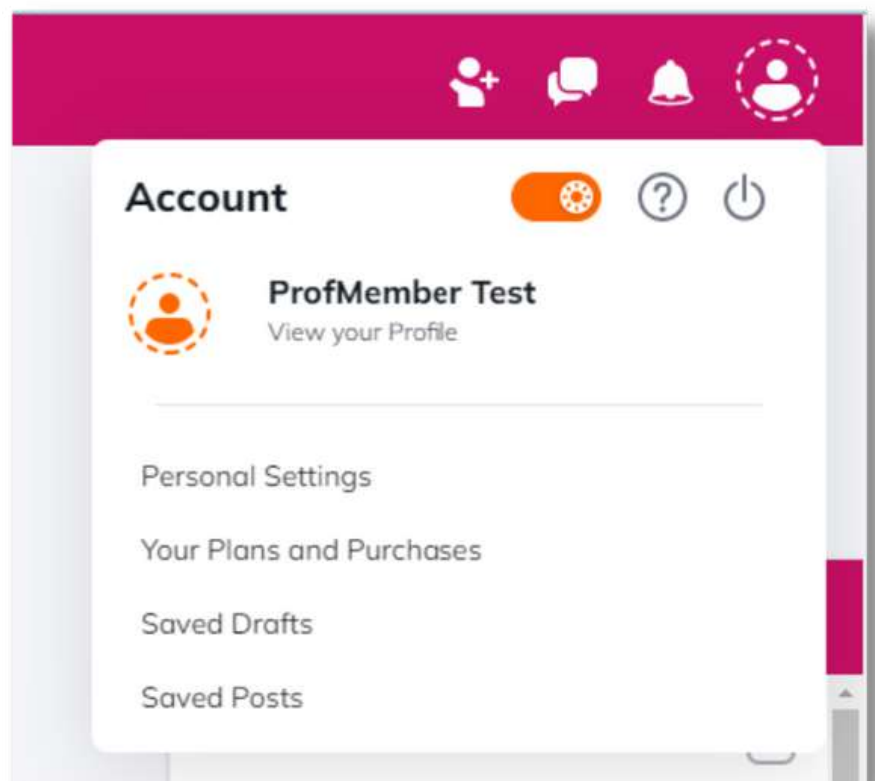 Account
ProfMember Test
View your Profile
Personal Settings
Your Plans and Purchases
Saved Drafts
Saved Posts